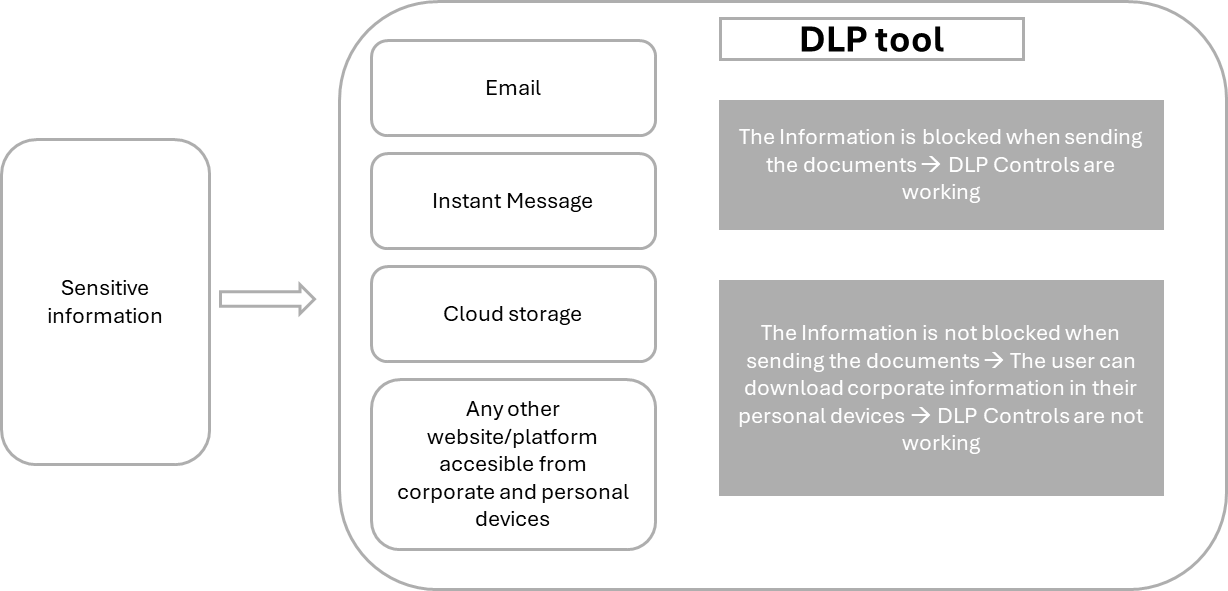 Sensitive
information
Email
Instant Message
Cloud storage
Any other
website/platform
accesible from
corporate and personal
devices
DLP tool
The Information is blocked when sending
the documents → DLP Controls are
working
The Information is not blocked when
sending the documents → The user can
download corporate information in their
personal devices → DLP Controls are not
working